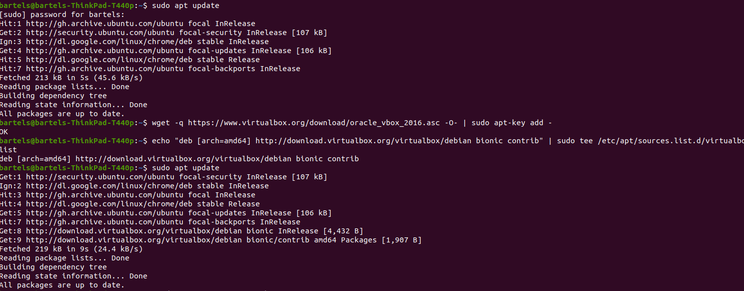 bartels@bartels-ThinkPad-T440p:~$ sudo apt update
[sudo] password for bartels:
Hit:1 http://gh.archive.ubuntu.com/ubuntu focal InRelease
Get:2 http://security.ubuntu.com/ubuntu focal-security InRelease [107 kB]
Ign:3 http://dl.google.com/linux/chrome/deb stable InRelease
Get:4 http://gh.archive.ubuntu.com/ubuntu focal-updates InRelease [106 kB]
Hit:5 http://dl.google.com/linux/chrome/deb stable Release
Hit:7 http://gh.archive.ubuntu.com/ubuntu focal-backports InRelease
Fetched 213 kB in 5s (45.6 kB/s)
Reading package lists... Done
Building dependency tree
Reading state information... Done
All packages are up to date.
bartels@bartels-ThinkPad-T440p:~$ wget -q https://www.virtualbox.org/download/oracle_vbox_2016.asc -O- | sudo apt-key add -
OK
bartels@bartels-ThinkPad-T440p:~$ echo "deb [arch=amd64] http://download.virtualbox.org/virtualbox/debian bionic contrib" | sudo tee /etc/apt/sources.list.d/virtualbo
list
deb [arch=amd64] http://download.virtualbox.org/virtualbox/debian bionic contrib
bartels@bartels-ThinkPad-T440p:~$ sudo apt update
Get:1 http://security.ubuntu.com/ubuntu focal-security InRelease [107 kB]
Ign:2 http://dl.google.com/linux/chrome/deb stable InRelease
Hit:3 http://gh.archive.ubuntu.com/ubuntu focal InRelease
Hit:4 http://dl.google.com/linux/chrome/deb stable Release
Get:5 http://gh.archive.ubuntu.com/ubuntu focal-updates InRelease [106 kB]
Hit:7 http://gh.archive.ubuntu.com/ubuntu focal-backports InRelease
Get:8 http://download.virtualbox.org/virtualbox/debian bionic InRelease [4,432 B]
Get:9 http://download.virtualbox.org/virtualbox/debian bionic/contrib amd64 Packages [1,907 B]
Fetched 219 kB in 9s (24.4 kB/s)
Reading package lists... Done
Building dependency tree
Reading state information... Done
All packages are up to date.